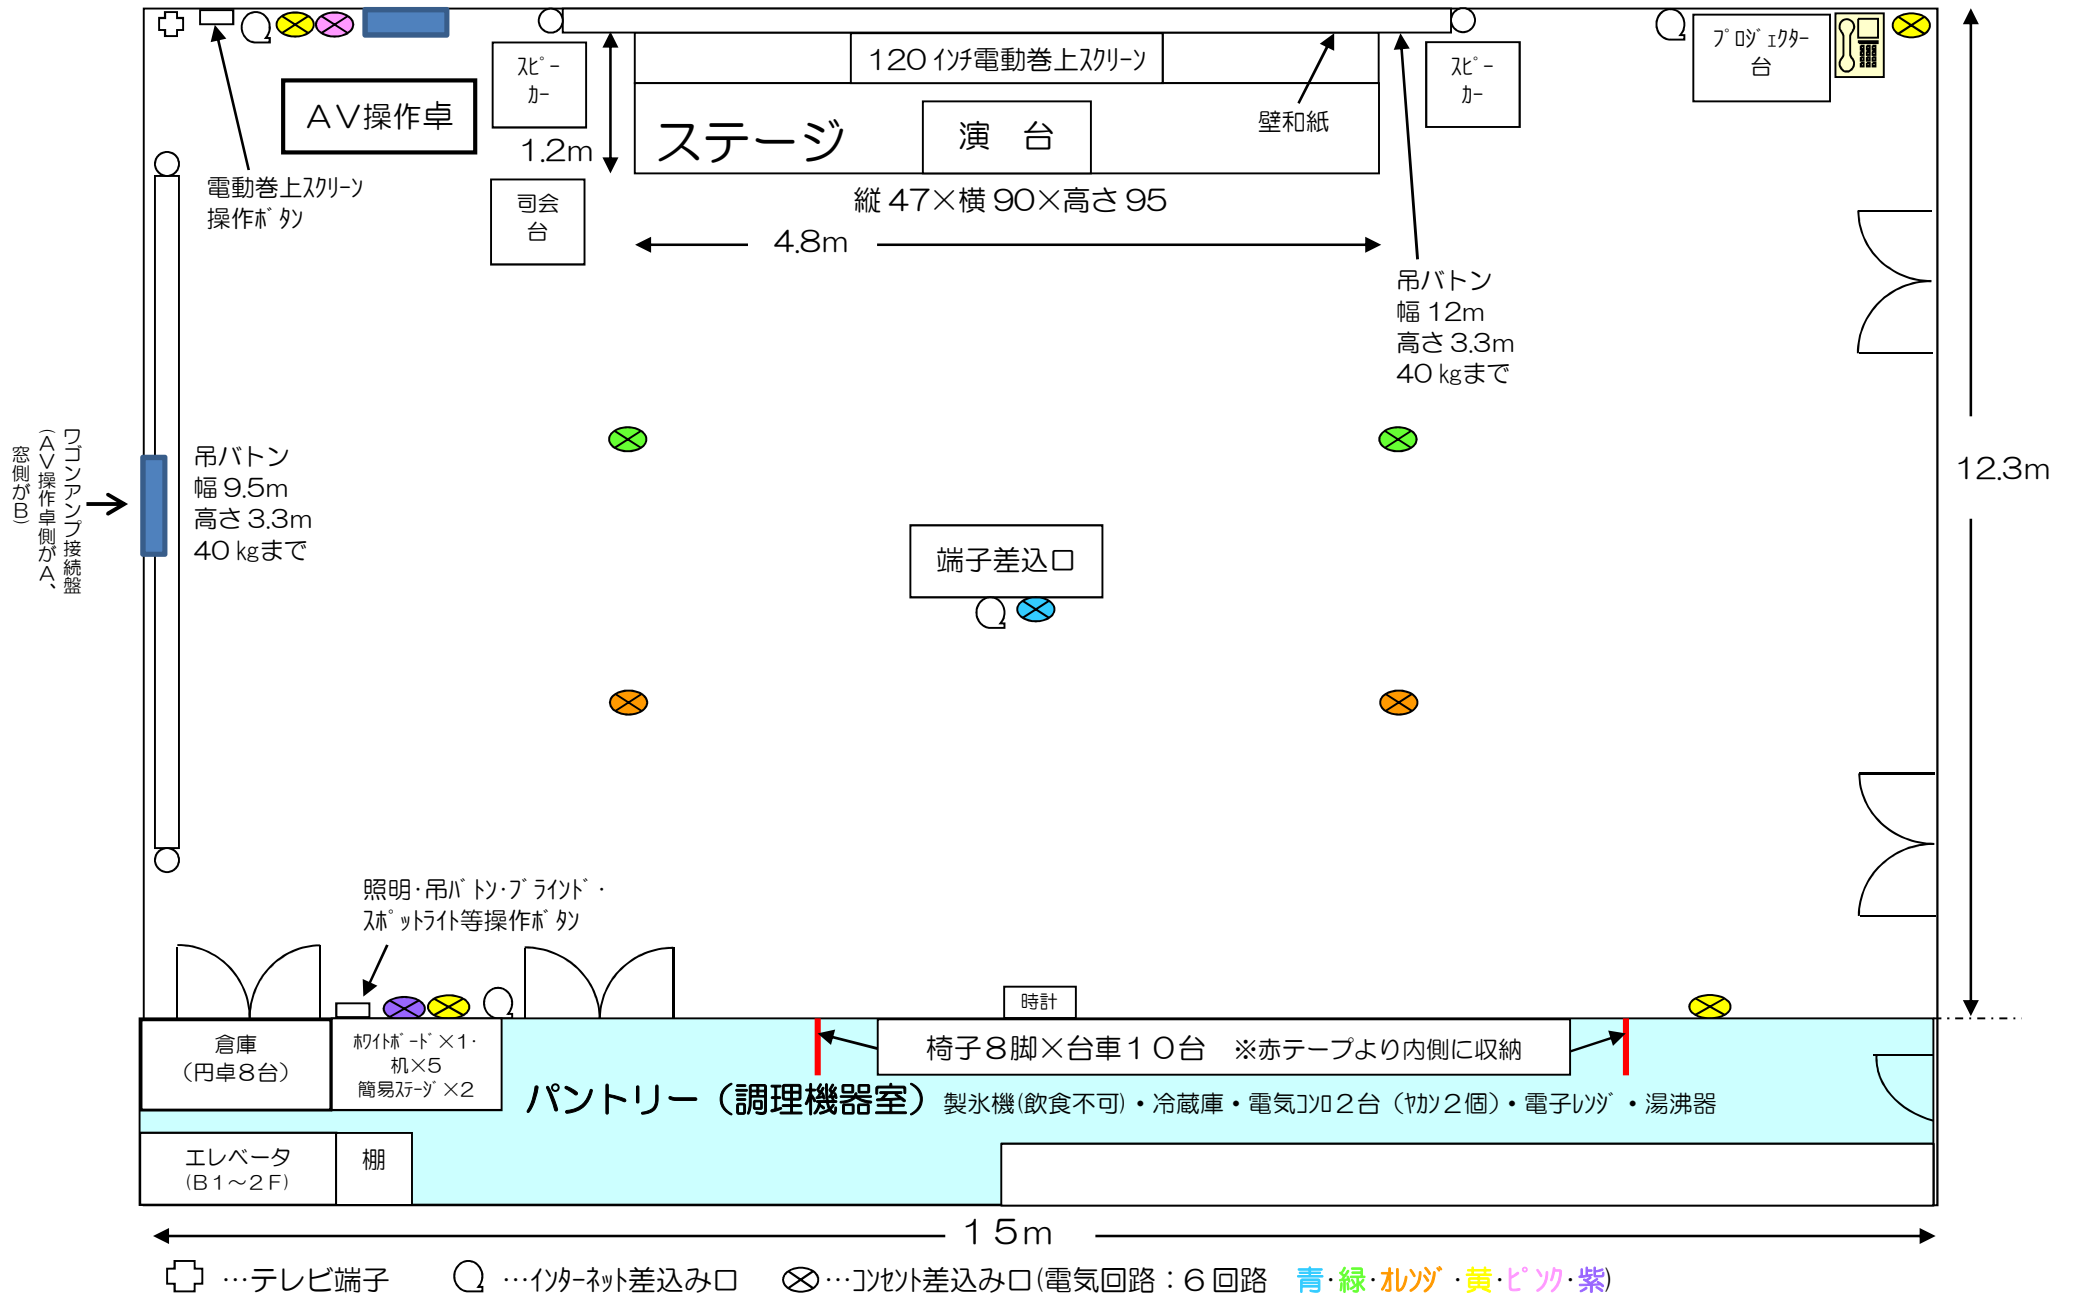 120 ｲﾝﾁ電動巻上ｽｸﾘｰﾝ
ｽﾋﾟｰ
ｶｰ
ｽﾋﾟｰ
ｶｰ
ﾌﾟﾛｼﾞｪｸﾀｰ
台
ＡＶ操作卓
1.2m
ステージ
演　台
壁和紙
電動巻上ｽｸﾘｰﾝ
操作ﾎﾞﾀﾝ
司会
台
縦 47×横 90×高さ 95
4.8m
吊バトン
幅 12m
高さ 3.3m
40 ㎏まで
ワゴンアンプ接続盤
（ＡＶ操作卓側がＡ、
窓側がＢ）
吊バトン
幅 9.5m
高さ 3.3m
40 ㎏まで
12.3m
端子差込口
照明･吊ﾊﾞﾄﾝ･ﾌﾞﾗｲﾝﾄﾞ･
ｽﾎﾟｯﾄﾗｲﾄ等操作ﾎﾞﾀﾝ
時計
倉庫
（円卓８台）
ﾎﾜｲﾄﾎﾞｰﾄﾞ×1･
机×5
簡易ｽﾃｰｼﾞ×2
椅子８脚×台車１０台　※赤テープより内側に収納
パントリー（調理機器室）製氷機(飲食不可)・冷蔵庫・電気ｺﾝﾛ２台（ﾔｶﾝ２個）・電子ﾚﾝｼﾞ・湯沸器
エレベータ
(Ｂ１～２Ｆ)
棚
１５m
…テレビ端子　…ｲﾝﾀｰﾈｯﾄ差込み口　…ｺﾝｾﾝﾄ差込み口(電気回路：６回路　青･緑･ｵﾚﾝｼﾞ･黄･ﾋﾟﾝｸ･紫)